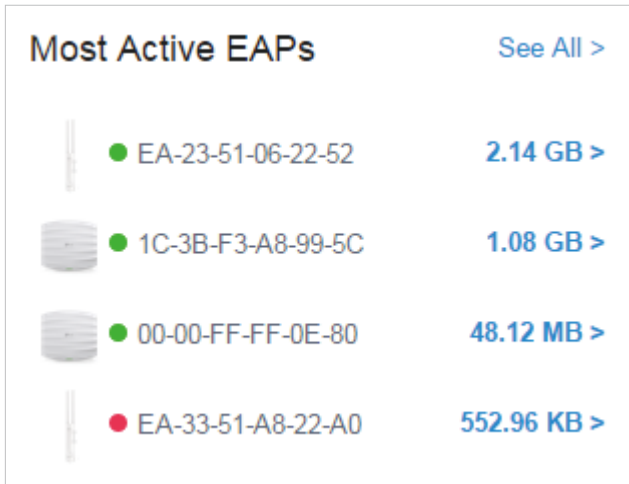 Most Active EAPs See All >
EA-23-51-06-22-52 2.14 GB >
1C-3B-F3-A8-99-5C 1.08 GB >
00-00-FF-FF-0E-80 48.12 MB >
EA-33-51-A8-22-A0 552.96 KB >